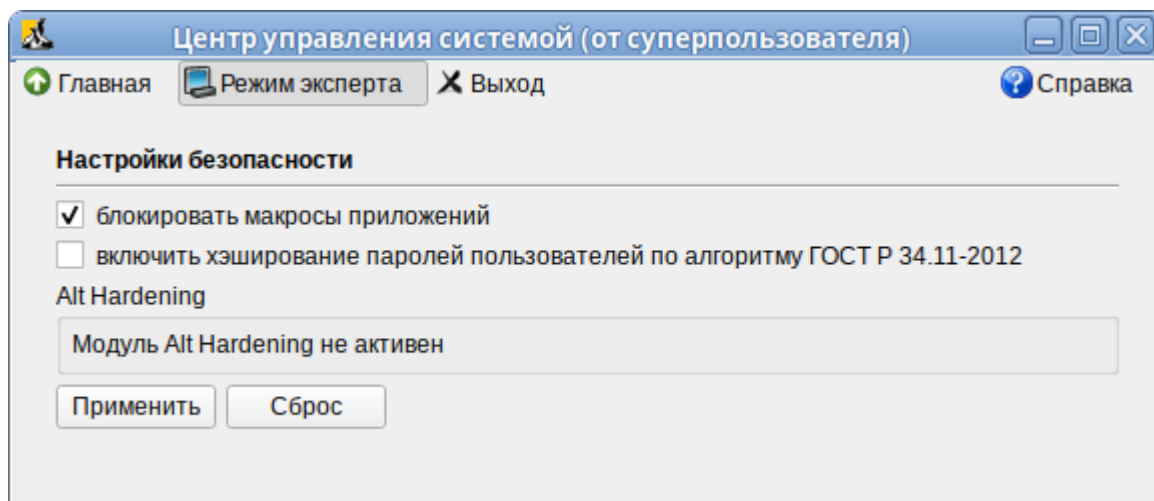 Центр управления системой (от суперпользователя)
Главная Режим эксперта Выход Справка
Настройки безопасности
блокировать макросы приложений
включить хэширование паролей пользователей по алгоритму ГОСТ Р 34.11-2012
Alt Hardening
Модуль Alt Hardening не активен
Применить Сброс